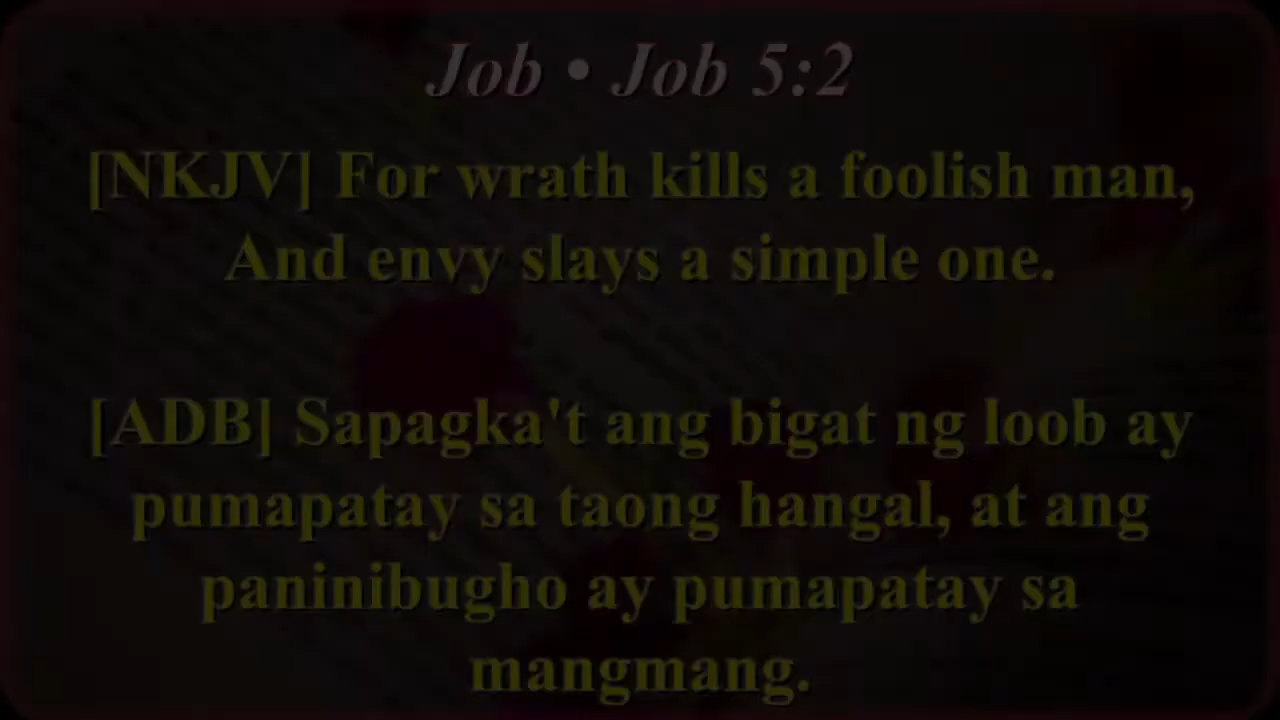 Job • Job 5:2
[NKJV] For wrath kills a foolish man,
And envy slays a simple one.
[ADB] Sapagka't ang bigat ng loob ay
pumapatay sa taong hangal, at ang
paninibugho ay pumapatay sa
mangmang.